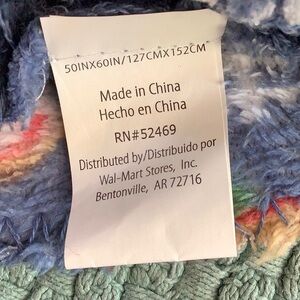 50INX60IN/127CMX152CM
Made in China
Hecho en China
RN#52469
Distributed by/Distribuido por
Wal-Mart Stores, Inc.
Bentonville, AR 72716